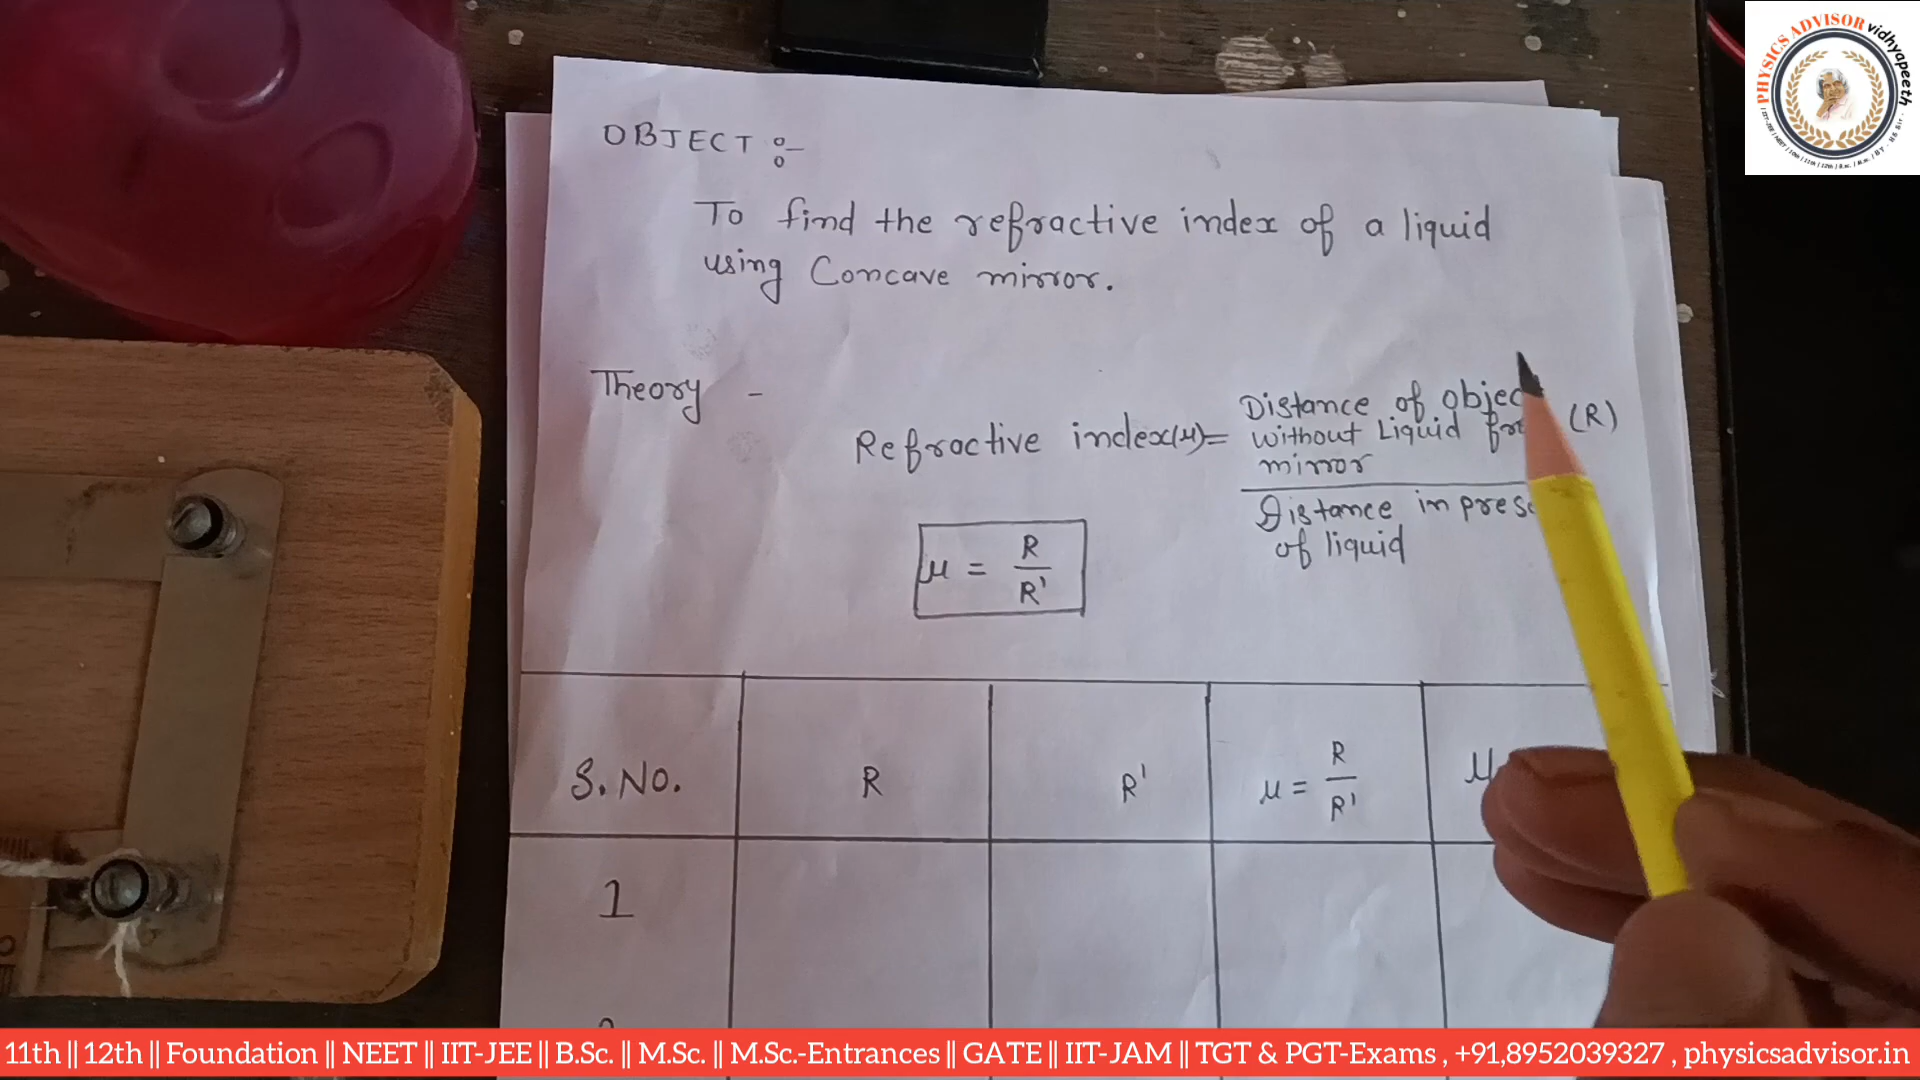 PHYSICS ADVISOR vidhyapeeth
OBJECT :-
To find the refractive index of a liquid
using Concave mirror.
Theory -
Refractive index(μ)=
Distance of objec
without Liquid (R)
mirror
Distance in
of liquid
μ = R
R'
S.No. R R' μ = R/R' μ
1
11th || 12th || Foundation || NEET || IIT-JEE || B.Sc. || M.Sc. || M.Sc.-Entrances || GATE || IIT-JAM || TGT & PGT-Exams , +91,8952039327 , physicsadvisor.in